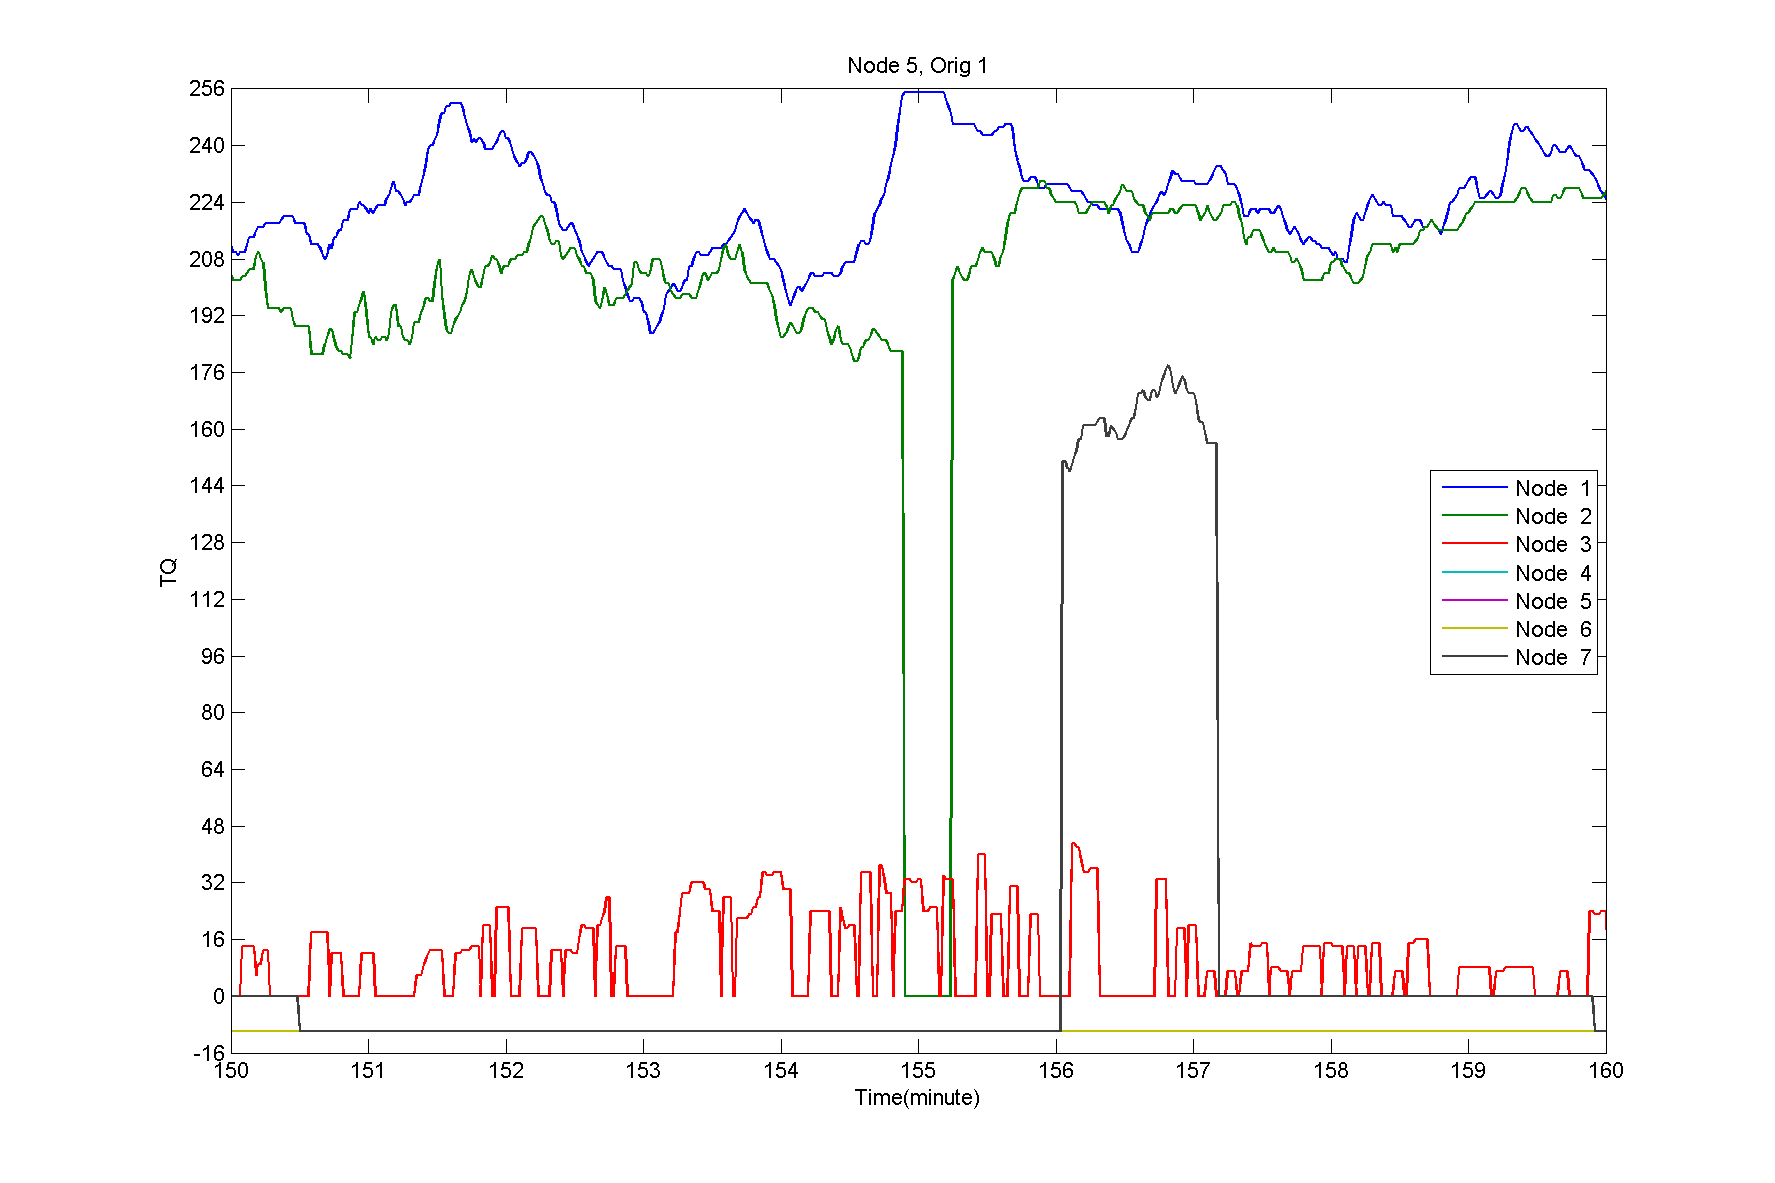 Node 5, Orig 1
256
240
224
208
192
176
160
144
128
112
96
80
64
48
32
16
0
-16
TQ
Node 1
Node 2
Node 3
Node 4
Node 5
Node 6
Node 7
150 151 152 153 154 155 156 157 158 159 160
Time(minute)